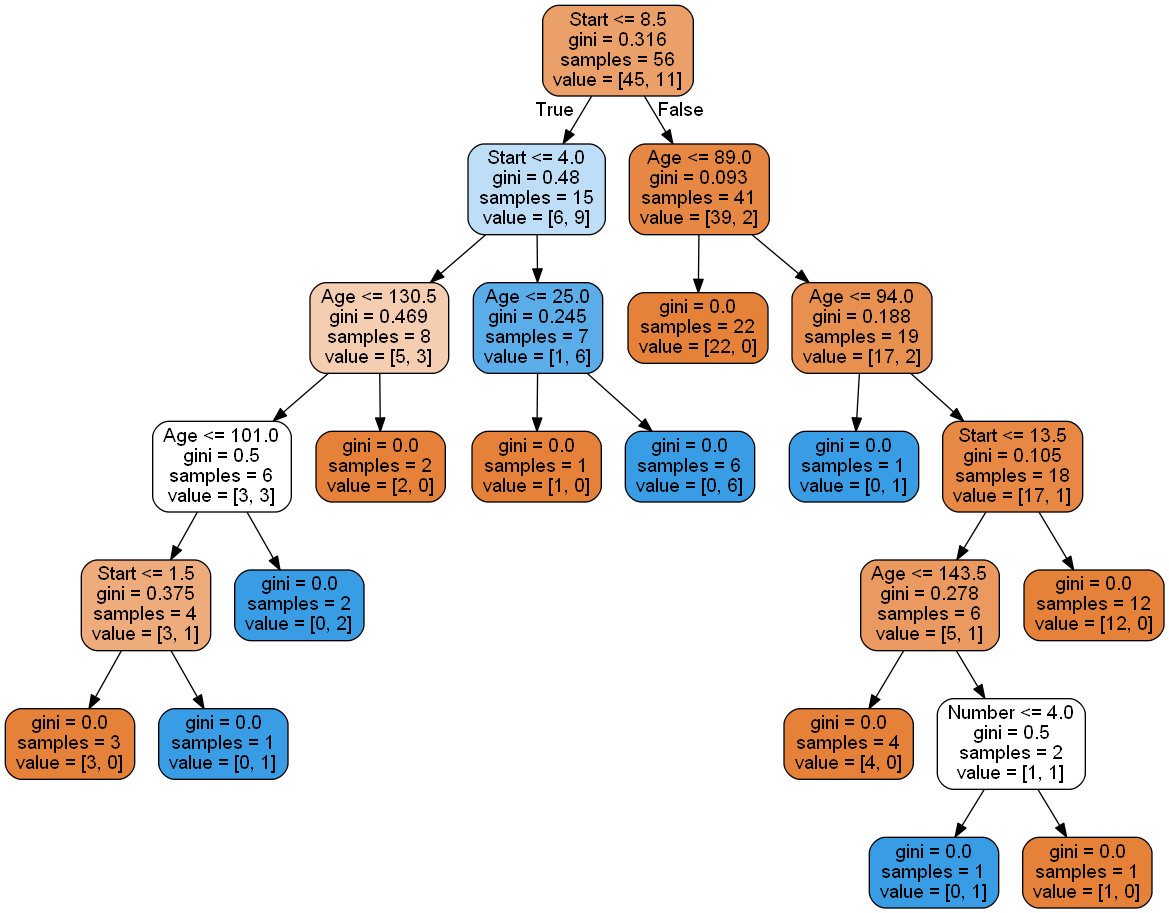 Start <= 8.5
gini = 0.316
samples = 56
value = [45, 11]
True
False
Start <= 4.0
gini = 0.48
samples = 15
value = [6, 9]
Age <= 89.0
gini = 0.093
samples = 41
value = [39, 2]
Age <= 130.5
gini = 0.469
samples = 8
value = [5, 3]
Age <= 25.0
gini = 0.245
samples = 7
value = [1, 6]
gini = 0.0
samples = 22
value = [22, 0]
Age <= 94.0
gini = 0.188
samples = 19
value = [17, 2]
Age <= 101.0
gini = 0.5
samples = 6
value = [3, 3]
gini = 0.0
samples = 2
value = [2, 0]
gini = 0.0
samples = 1
value = [1, 0]
gini = 0.0
samples = 6
value = [0, 6]
gini = 0.0
samples = 1
value = [0, 1]
Start <= 13.5
gini = 0.105
samples = 18
value = [17, 1]
Start <= 1.5
gini = 0.375
samples = 4
value = [3, 1]
gini = 0.0
samples = 2
value = [0, 2]
Age <= 143.5
gini = 0.278
samples = 6
value = [5, 1]
gini = 0.0
samples = 12
value = [12, 0]
gini = 0.0
samples = 3
value = [3, 0]
gini = 0.0
samples = 1
value = [0, 1]
gini = 0.0
samples = 4
value = [4, 0]
Number <= 4.0
gini = 0.5
samples = 2
value = [1, 1]
gini = 0.0
samples = 1
value = [0, 1]
gini = 0.0
samples = 1
value = [1, 0]